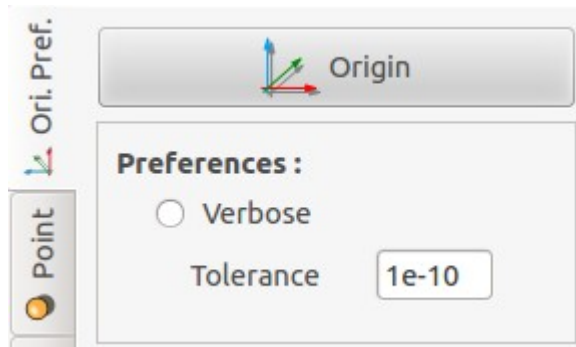 Ori. Pref.
Point
Origin
Preferences :
Verbose
Tolerance 1e-10